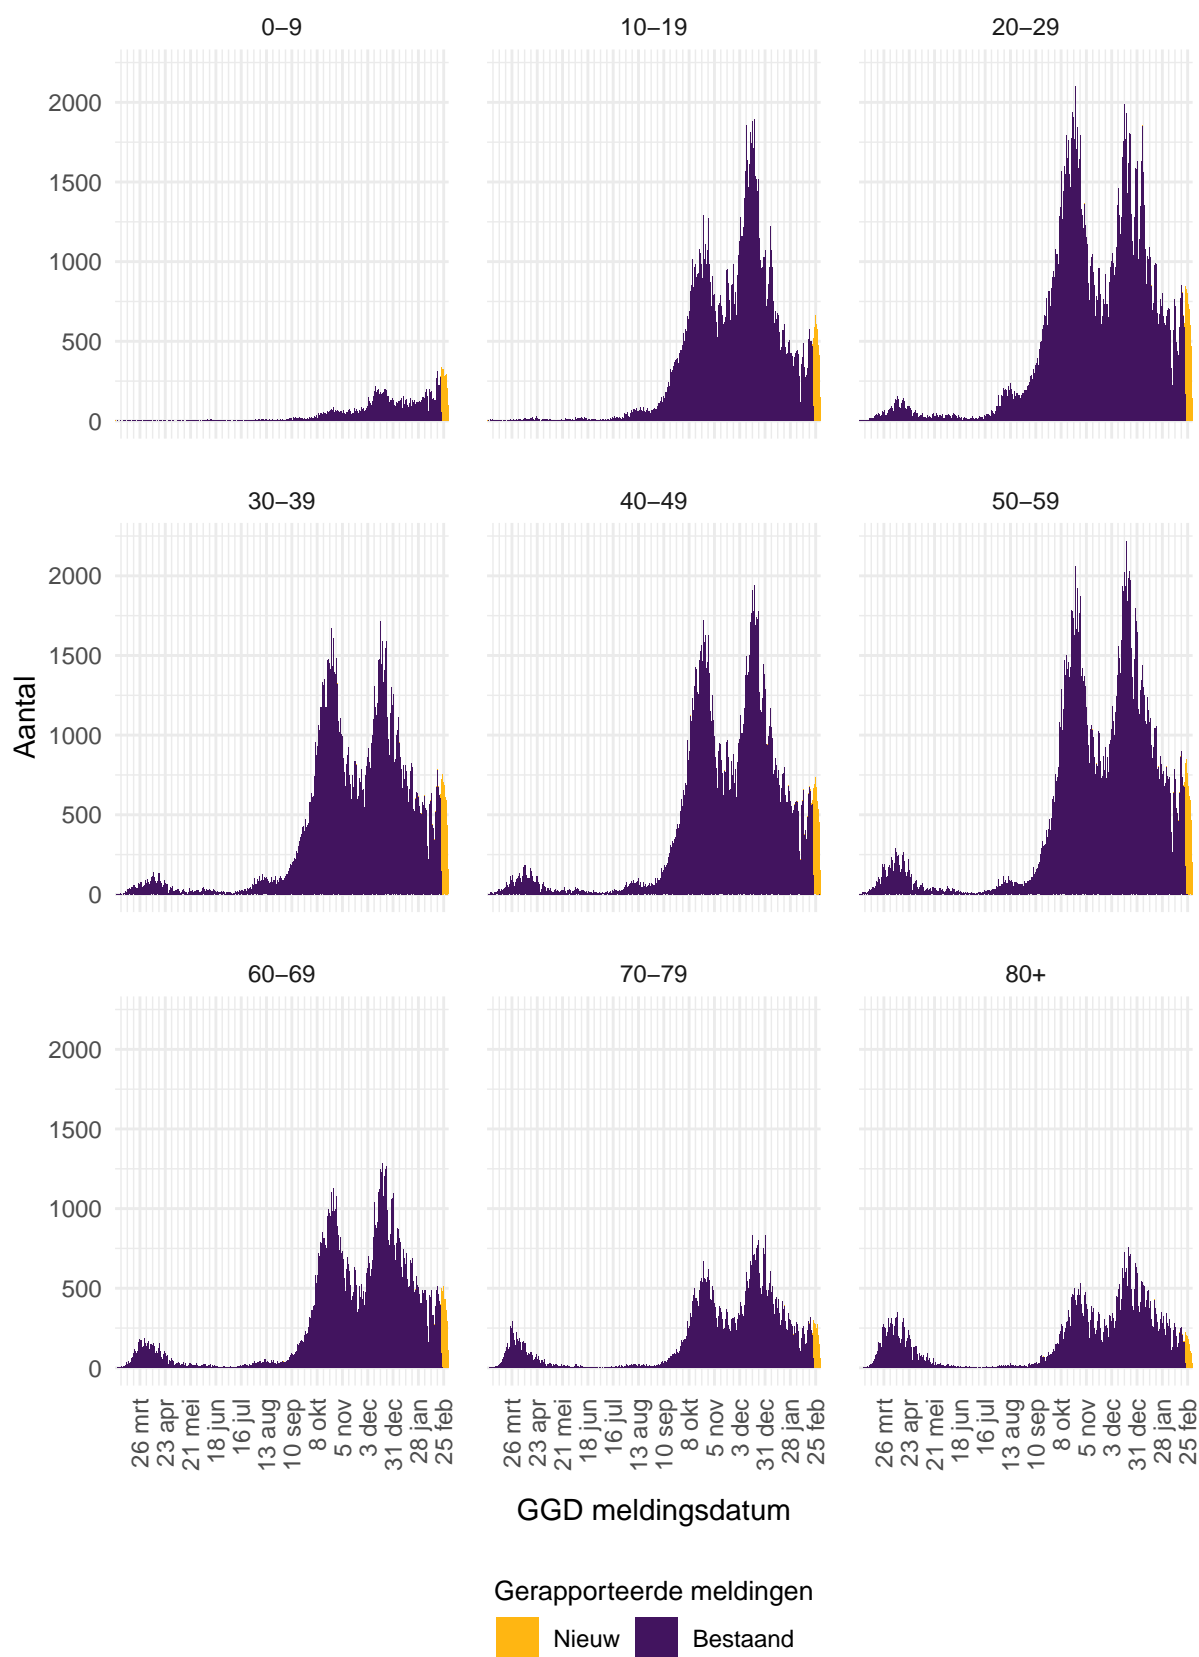 0–9 10–19 20–29
2000
1500
1000
500
0
30–39 40–49 50–59
2000
1500
1000
500
0
Aantal
60–69 70–79 80+
2000
1500
1000
500
0
26 mrt 23 apr 21 mei 18 jun 16 jul 13 aug 10 sep 8 okt 5 nov 3 dec 31 dec 28 jan 25 feb
26 mrt 23 apr 21 mei 18 jun 16 jul 13 aug 10 sep 8 okt 5 nov 3 dec 31 dec 28 jan 25 feb
26 mrt 23 apr 21 mei 18 jun 16 jul 13 aug 10 sep 8 okt 5 nov 3 dec 31 dec 28 jan 25 feb
GGD meldingsdatum
Gerapporteerde meldingen
Nieuw Bestaand